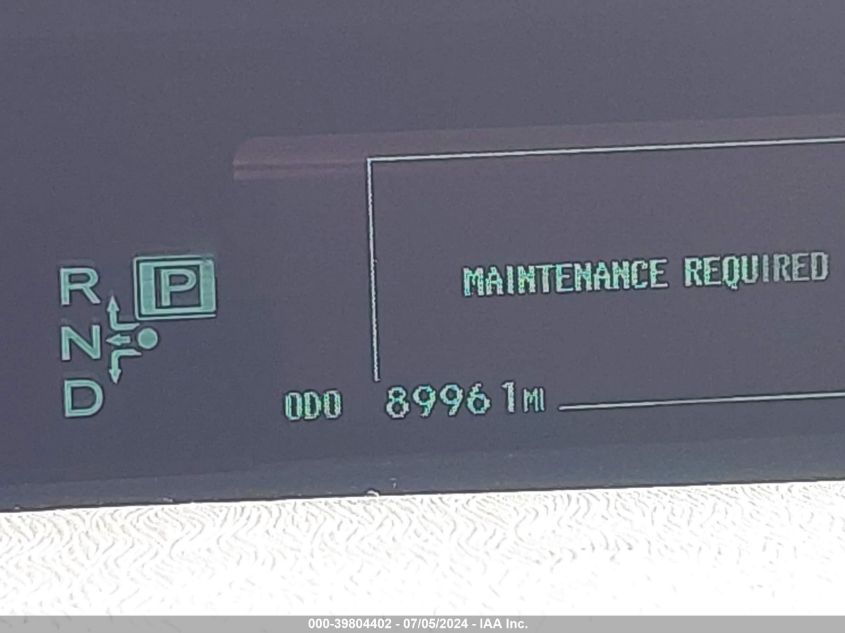 MAINTENANCE REQUIRED
R P
N
D
ODO 89961MI
000-39804402 - 07/05/2024 - IAA Inc.